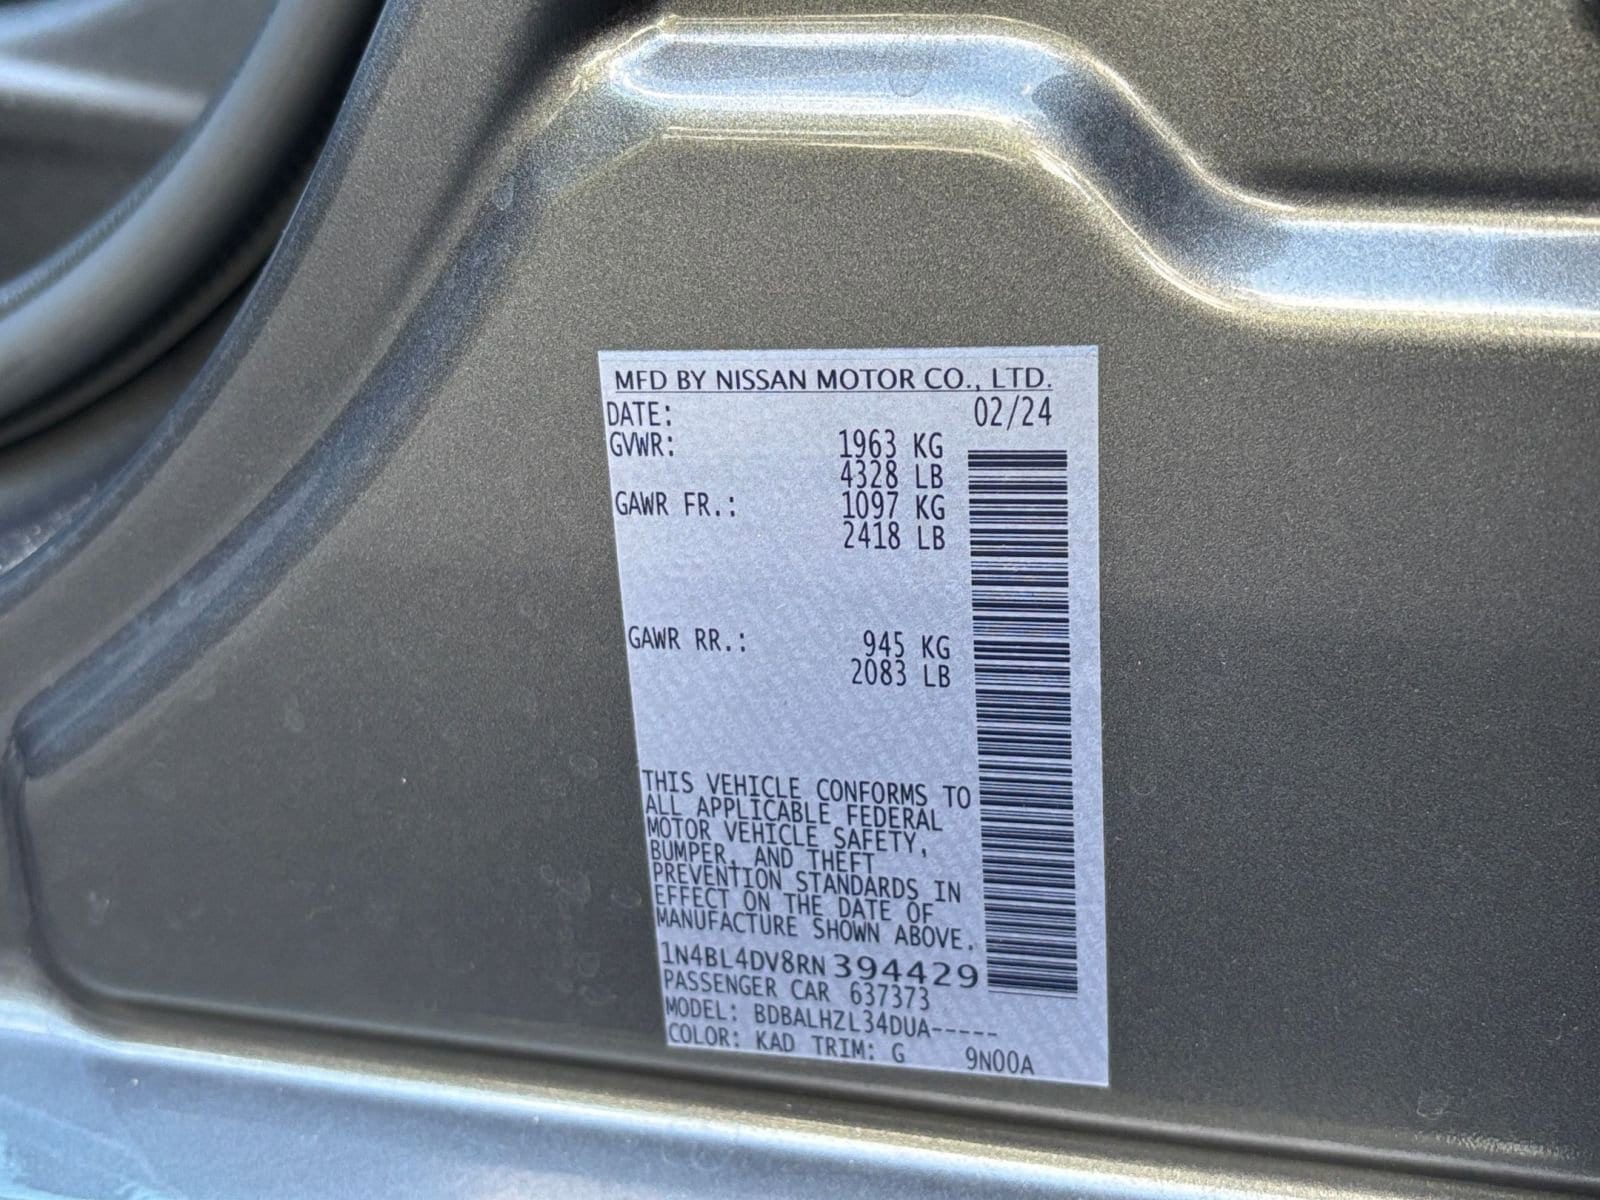 MFD BY NISSAN MOTOR CO., LTD.
DATE: 02/24
GVWR: 1963 KG
4328 LB
GAWR FR.: 1097 KG
2418 LB
GAWR RR.: 945 KG
2083 LB
THIS VEHICLE CONFORMS TO
ALL APPLICABLE FEDERAL
MOTOR VEHICLE SAFETY,
BUMPER, AND THEFT
PREVENTION STANDARDS IN
EFFECT ON THE DATE OF
MANUFACTURE SHOWN ABOVE.
1N4BL4DV8RN394429
PASSENGER CAR 637373
MODEL: BDBALHZL34DUA-----
COLOR: KAD TRIM: G 9N00A